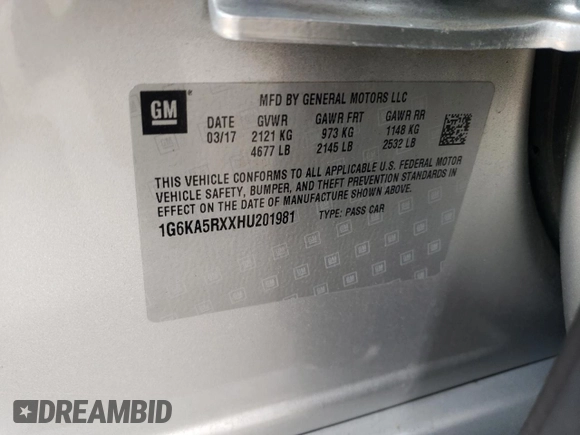 GM
MFD BY GENERAL MOTORS LLC
DATE GVWR GAWR FRT GAWR RR
03/17 2121 KG 973 KG 1148 KG
4677 LB 2145 LB 2532 LB
THIS VEHICLE CONFORMS TO ALL APPLICABLE U.S. FEDERAL MOTOR
VEHICLE SAFETY, BUMPER, AND THEFT PREVENTION STANDARDS IN
EFFECT ON THE DATE OF MANUFACTURE SHOWN ABOVE.
1G6KA5RXXHU201981 TYPE: PASS CAR
DREAMBID